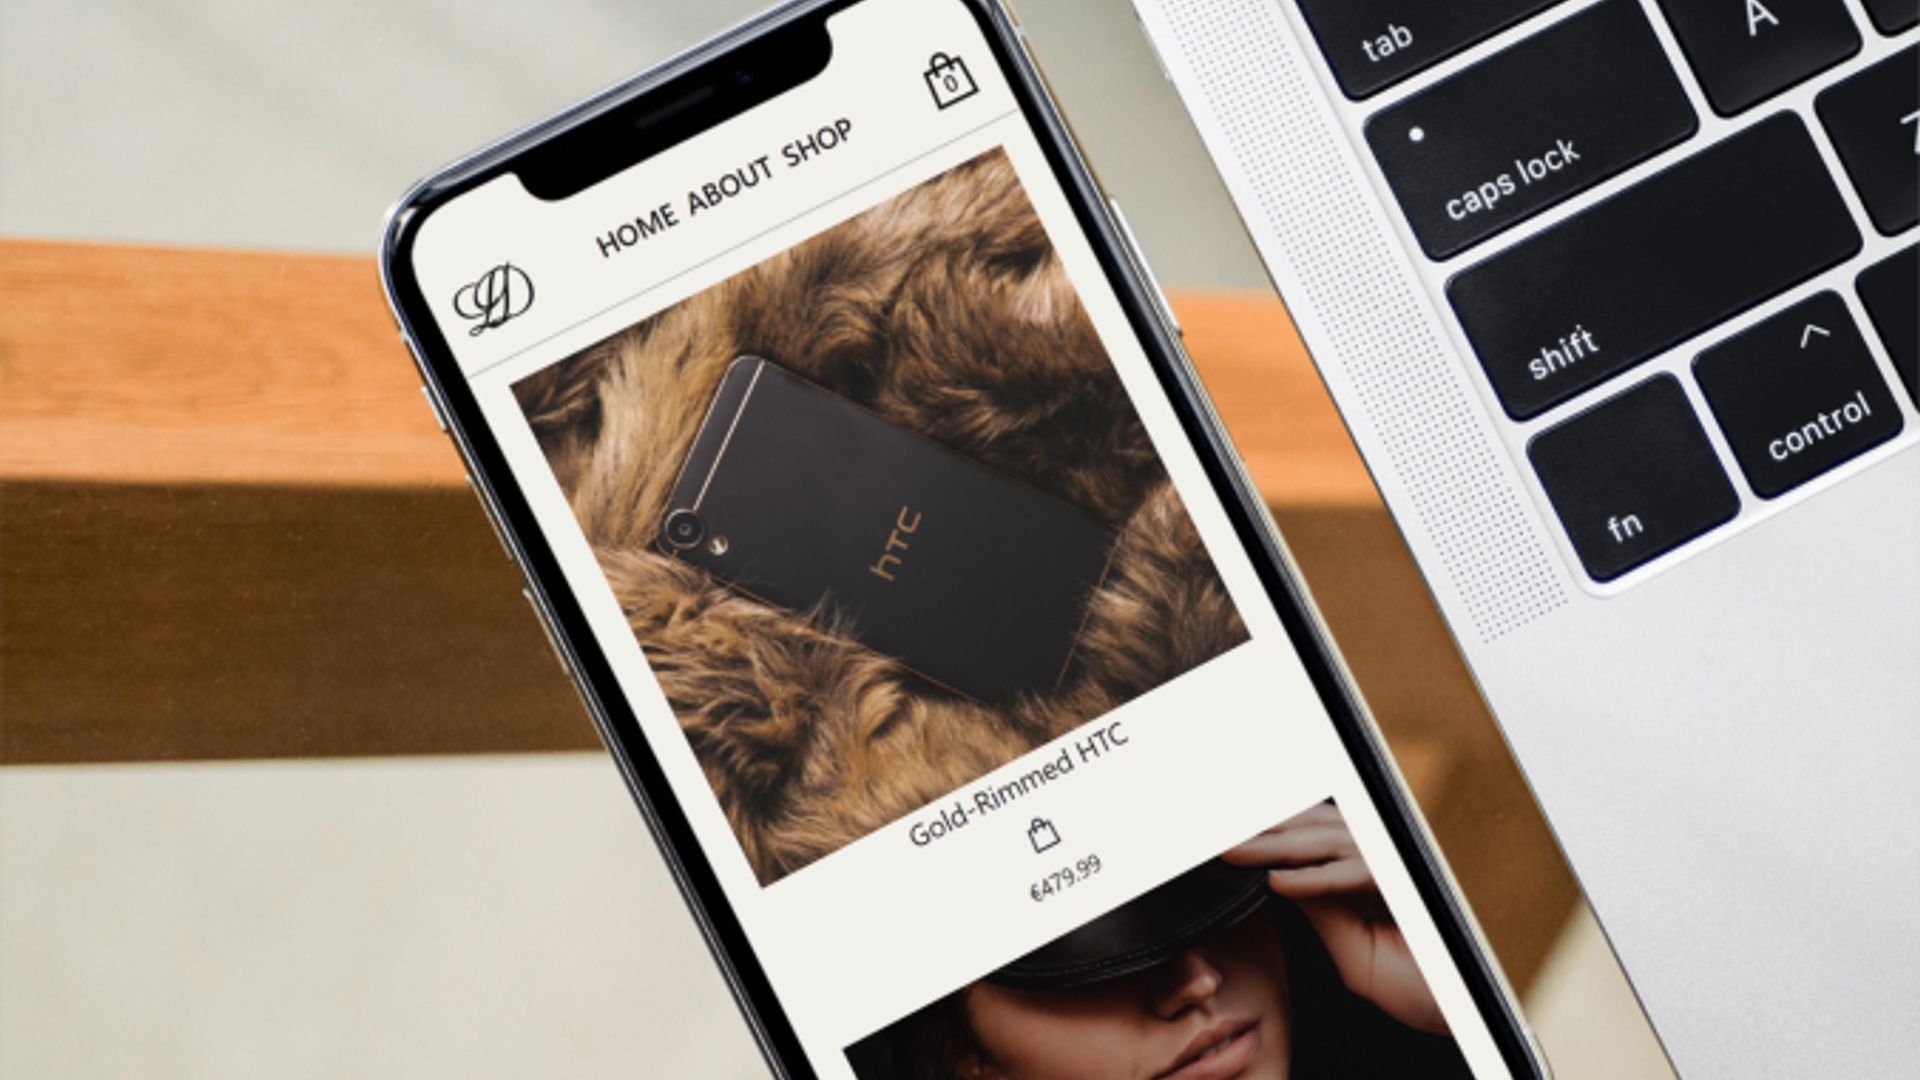 0
HOME ABOUT SHOP
LD
hTC
Gold-Rimmed HTC
€479.99
tab
A
caps lock
Z
shift
control
fn